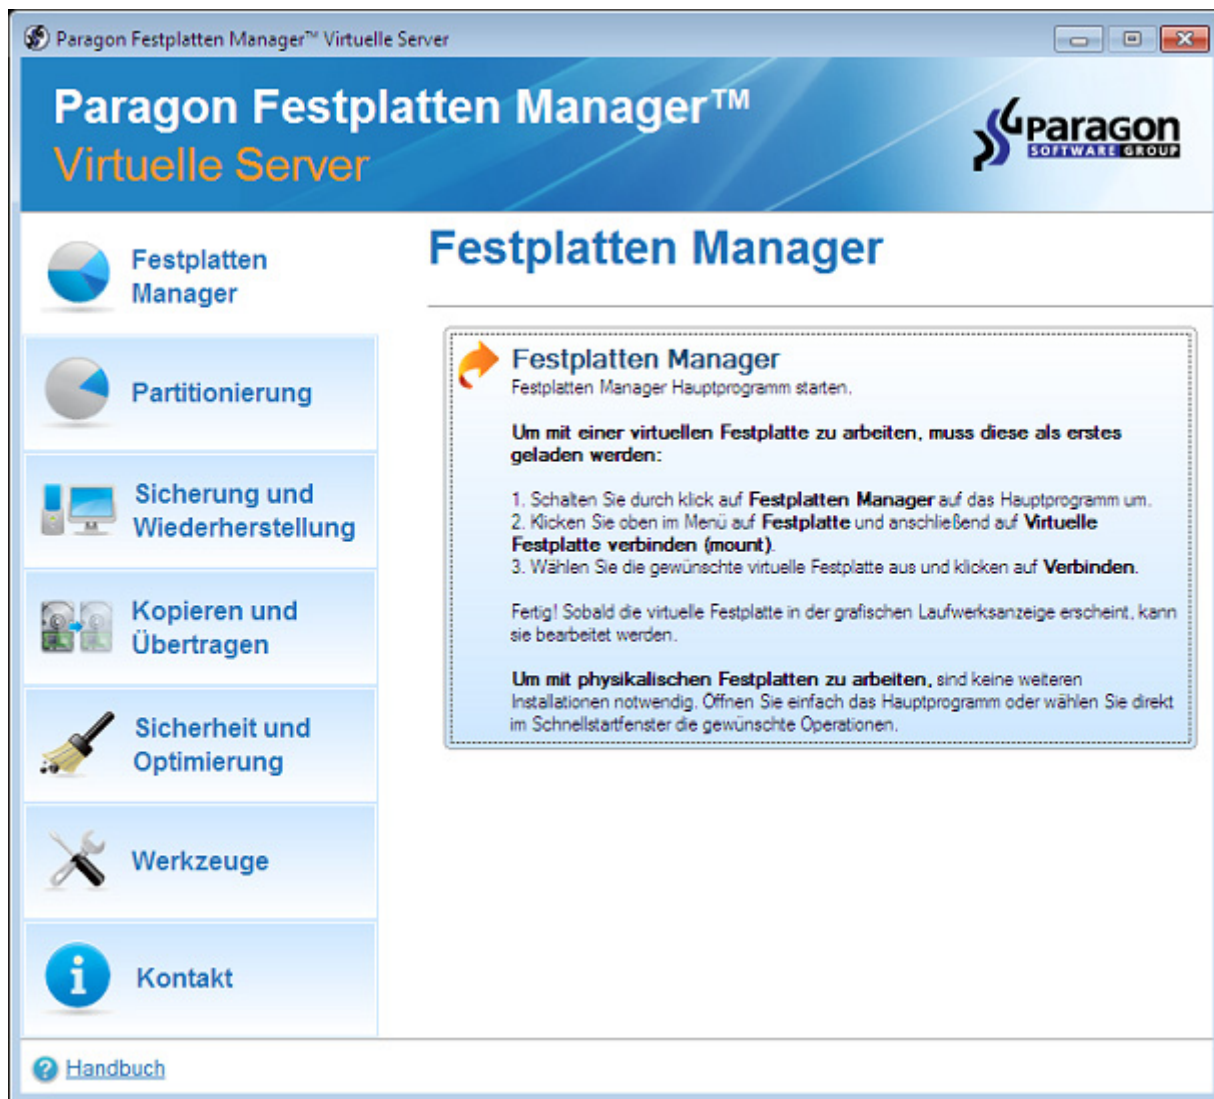 Paragon Festplatten Manager™ Virtuelle Server
Paragon Festplatten Manager™
Virtuelle Server
Paragon
SOFTWARE GROUP
Festplatten
Manager
Partitionierung
Sicherung und
Wiederherstellung
Kopieren und
Übertragen
Sicherheit und
Optimierung
Werkzeuge
Kontakt
Festplatten Manager
Festplatten Manager
Festplatten Manager Hauptprogramm starten.
Um mit einer virtuellen Festplatte zu arbeiten, muss diese als erstes
geladen werden:
1. Schalten Sie durch klick auf Festplatten Manager auf das Hauptprogramm um.
2. Klicken Sie oben im Menü auf Festplatte und anschließend auf Virtuelle
Festplatte verbinden (mount).
3. Wählen Sie die gewünschte virtuelle Festplatte aus und klicken auf Verbinden.
Fertig! Sobald die virtuelle Festplatte in der grafischen Laufwerksanzeige erscheint, kann
sie bearbeitet werden.
Um mit physikalischen Festplatten zu arbeiten, sind keine weiteren
Installationen notwendig. Öffnen Sie einfach das Hauptprogramm oder wählen Sie direkt
im Schnellstartfenster die gewünschte Operationen.
Handbuch